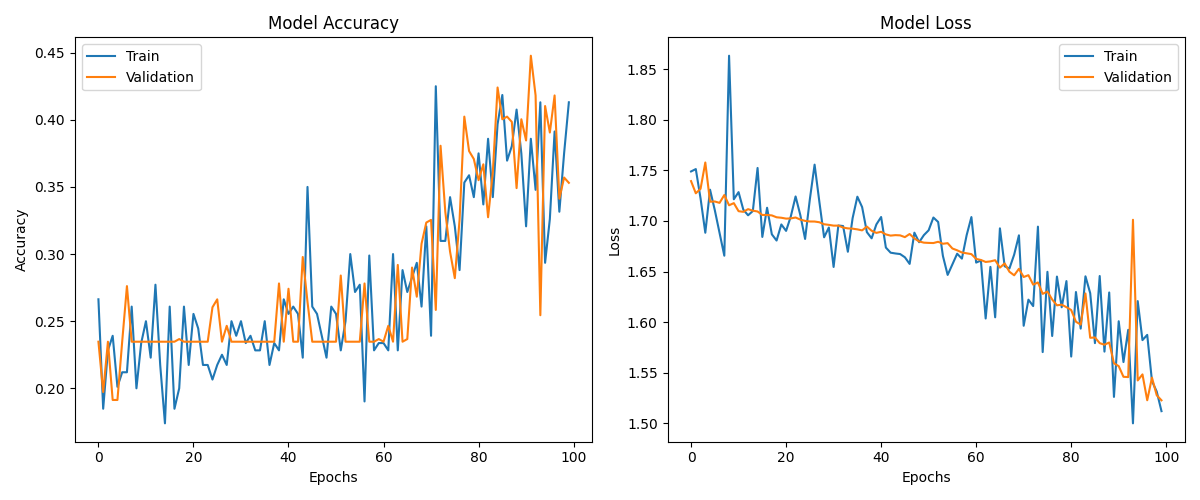 Model Accuracy
Train
Validation
0.45
0.40
0.35
0.30
0.25
0.20
Accuracy
0
20
40
60
80
100
Epochs
Model Loss
Train
Validation
1.85
1.80
1.75
1.70
1.65
1.60
1.55
1.50
Loss
0
20
40
60
80
100
Epochs